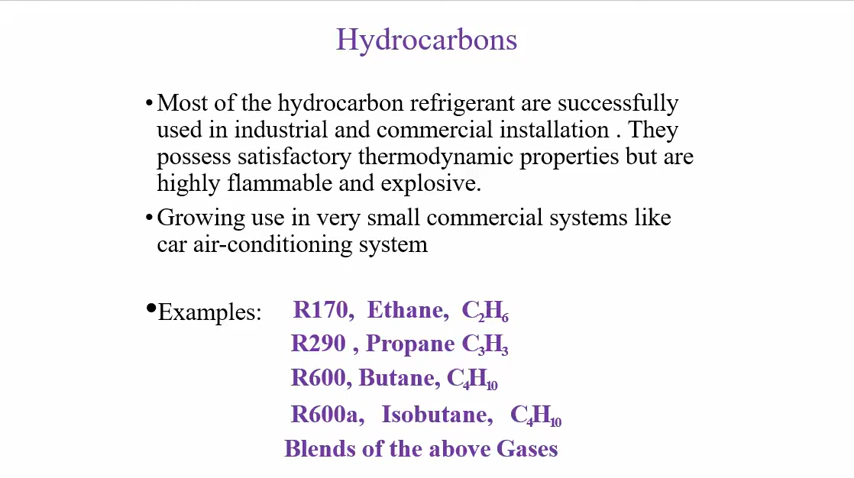 Hydrocarbons
•Most of the hydrocarbon refrigerant are successfully
used in industrial and commercial installation . They
possess satisfactory thermodynamic properties but are
highly flammable and explosive.
•Growing use in very small commercial systems like
car air-conditioning system
•Examples: R170, Ethane, C₂H₆
R290 , Propane C₃H₃
R600, Butane, C₄H₁₀
R600a, Isobutane, C₄H₁₀
Blends of the above Gases